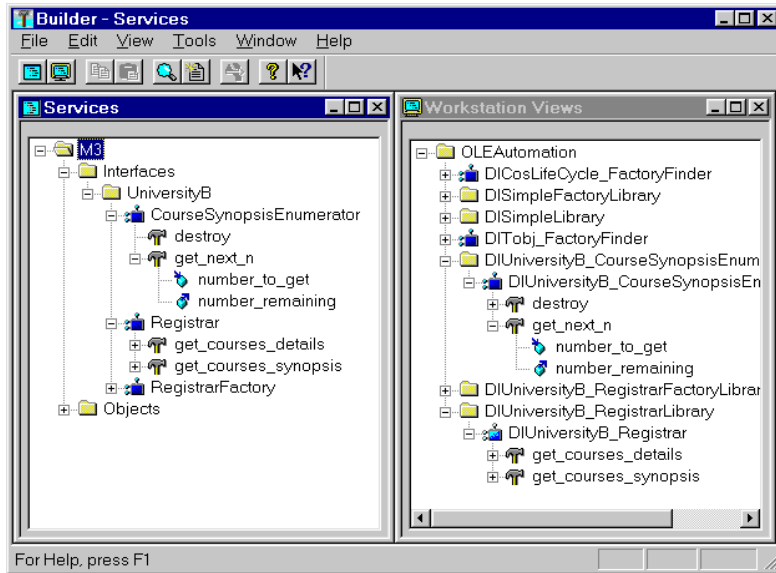 Builder - Services
File Edit View Tools Window Help
Services
M3
Interfaces
UniversityB
CourseSynopsisEnumerator
destroy
get_next_n
number_to_get
number_remaining
Registrar
get_courses_details
get_courses_synopsis
RegistrarFactory
Objects
Workstation Views
OLEAutomation
DICosLifeCycle_FactoryFinder
DISimpleFactoryLibrary
DISimpleLibrary
DITobj_FactoryFinder
DIUniversityB_CourseSynopsisEnum
DIUniversityB_CourseSynopsisEn
destroy
get_next_n
number_to_get
number_remaining
DIUniversityB_RegistrarFactoryLibrar
DIUniversityB_RegistrarLibrary
DIUniversityB_Registrar
get_courses_details
get_courses_synopsis
For Help, press F1